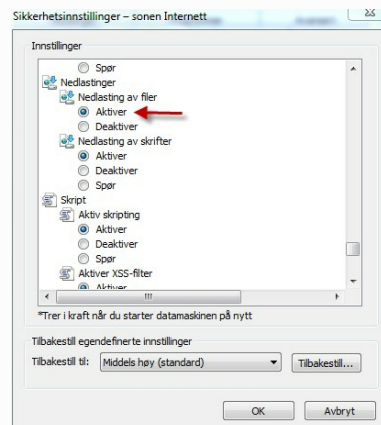 Sikkerhetsinnstillinger – sonen Internett
Innstillinger
Spør
Nedlastinger
Nedlasting av filer
Aktiver
Deaktiver
Nedlasting av skrifter
Aktiver
Deaktiver
Spør
Skript
Aktiv skripting
Aktiver
Deaktiver
Spør
Aktiver XSS-filter
Aktiver
*Trer i kraft når du starter datamaskinen på nytt
Tilbakestill egendefinerte innstillinger
Tilbakestill til: Middels høy (standard) Tilbakestill...
OK Avbryt